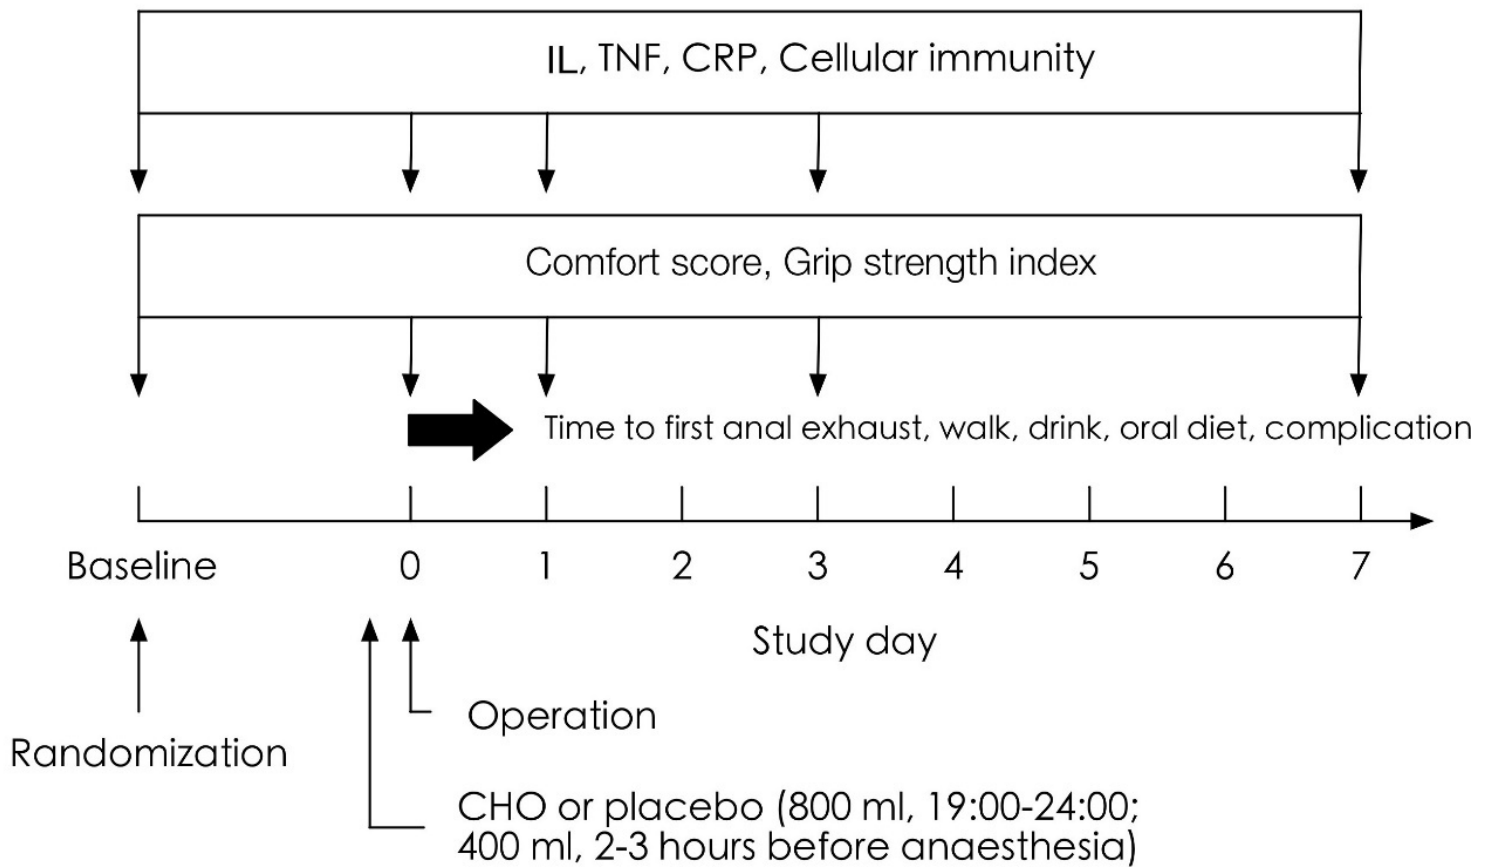 IL, TNF, CRP, Cellular immunity
Comfort score, Grip strength index
Time to first anal exhaust, walk, drink, oral diet, complication
Baseline 0 1 2 3 4 5 6 7
Study day
Operation
Randomization
CHO or placebo (800 ml, 19:00-24:00;
400 ml, 2-3 hours before anaesthesia)